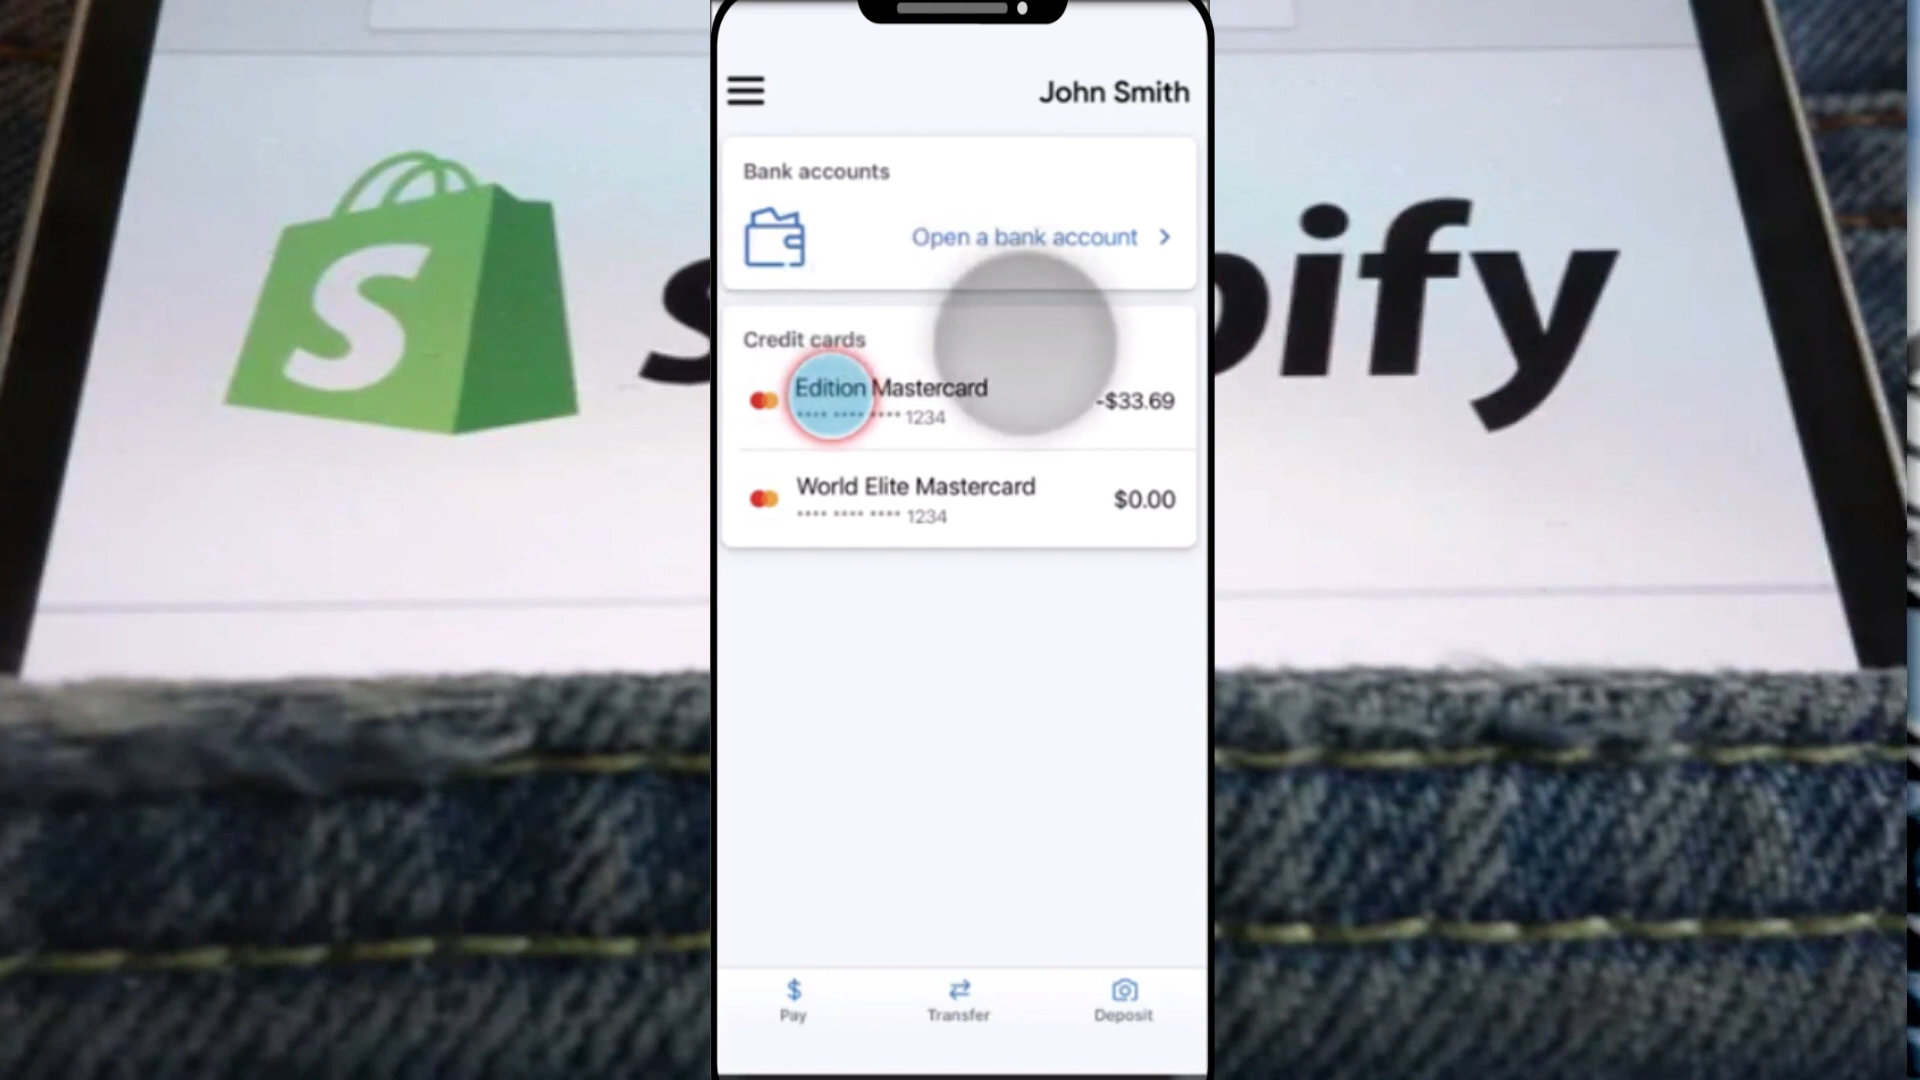 John Smith
Bank accounts
Open a bank account
Credit cards
Edition Mastercard
**** **** **** 1234
-$33.69
World Elite Mastercard
**** **** **** 1234
$0.00
Pay
Transfer
Deposit
S
ify